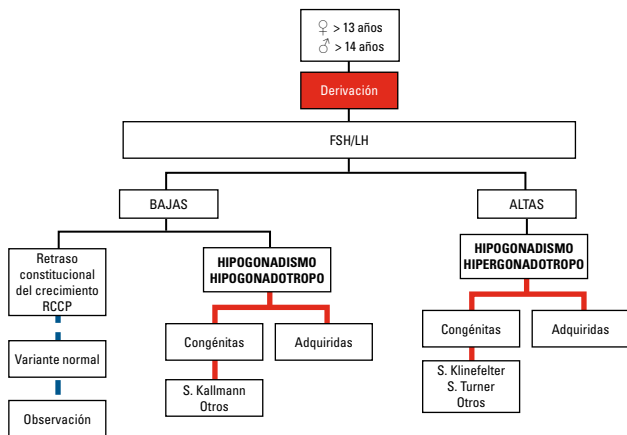 ♀ > 13 años
♂ > 14 años
Derivación
FSH/LH
BAJAS
ALTAS
Retraso
constitucional
del crecimiento
RCCP
HIPOGONADISMO
HIPOGONADOTROPO
HIPOGONADISMO
HIPERGONADOTROPO
Variante normal
Congénitas
Adquiridas
Congénitas
Adquiridas
Observación
S. Kallmann
Otros
S. Klinefelter
S. Turner
Otros